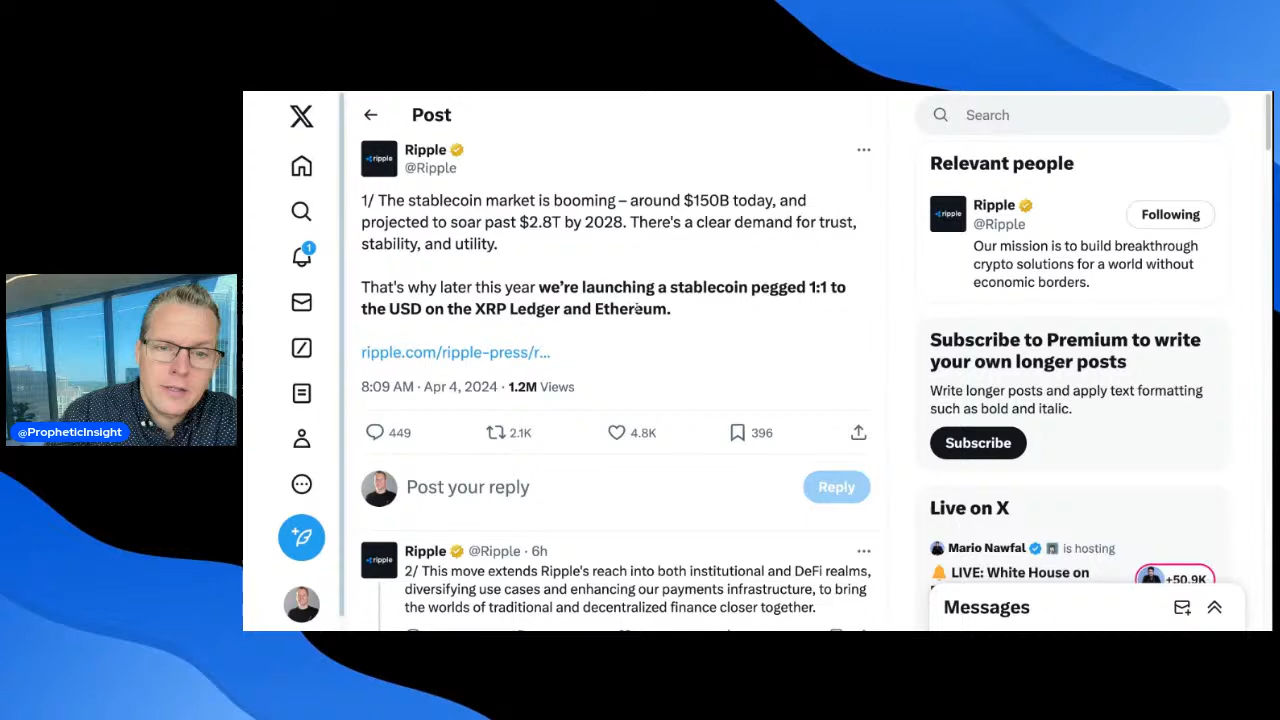 Post
Search
ripple
Ripple
@Ripple
1/ The stablecoin market is booming – around $150B today, and
projected to soar past $2.8T by 2028. There's a clear demand for trust,
stability, and utility.
That's why later this year we're launching a stablecoin pegged 1:1 to
the USD on the XRP Ledger and Ethereum.
ripple.com/ripple-press/r...
8:09 AM · Apr 4, 2024 · 1.2M Views
449
2.1K
4.8K
396
Post your reply
Reply
ripple
Ripple @Ripple · 6h
2/ This move extends Ripple's reach into both institutional and DeFi realms,
diversifying use cases and enhancing our payments infrastructure, to bring
the worlds of traditional and decentralized finance closer together.
Relevant people
ripple
Ripple
@Ripple
Following
Our mission is to build breakthrough
crypto solutions for a world without
economic borders.
Subscribe to Premium to write
your own longer posts
Write longer posts and apply text formatting
such as bold and italic.
Subscribe
Live on X
Mario Nawfal is hosting
LIVE: White House on
+50.9K
Messages
1
@PropheticInsight